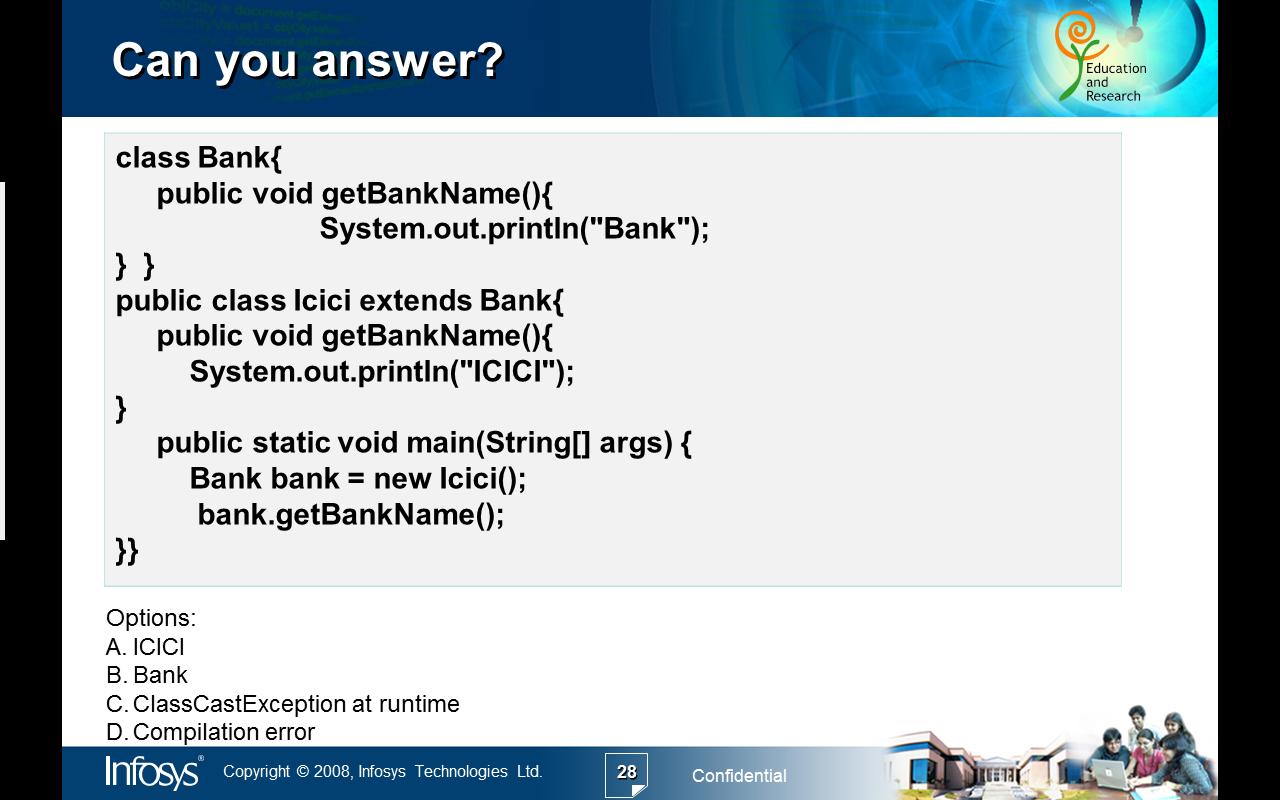 Can you answer?
Education
and
Research
class Bank{
public void getBankName(){
System.out.println("Bank");
} }
public class Icici extends Bank{
public void getBankName(){
System.out.println("ICICI");
}
public static void main(String[] args) {
Bank bank = new Icici();
bank.getBankName();
}}
Options:
A. ICICI
B. Bank
C. ClassCastException at runtime
D. Compilation error
Infosys® Copyright © 2008, Infosys Technologies Ltd. 28 Confidential